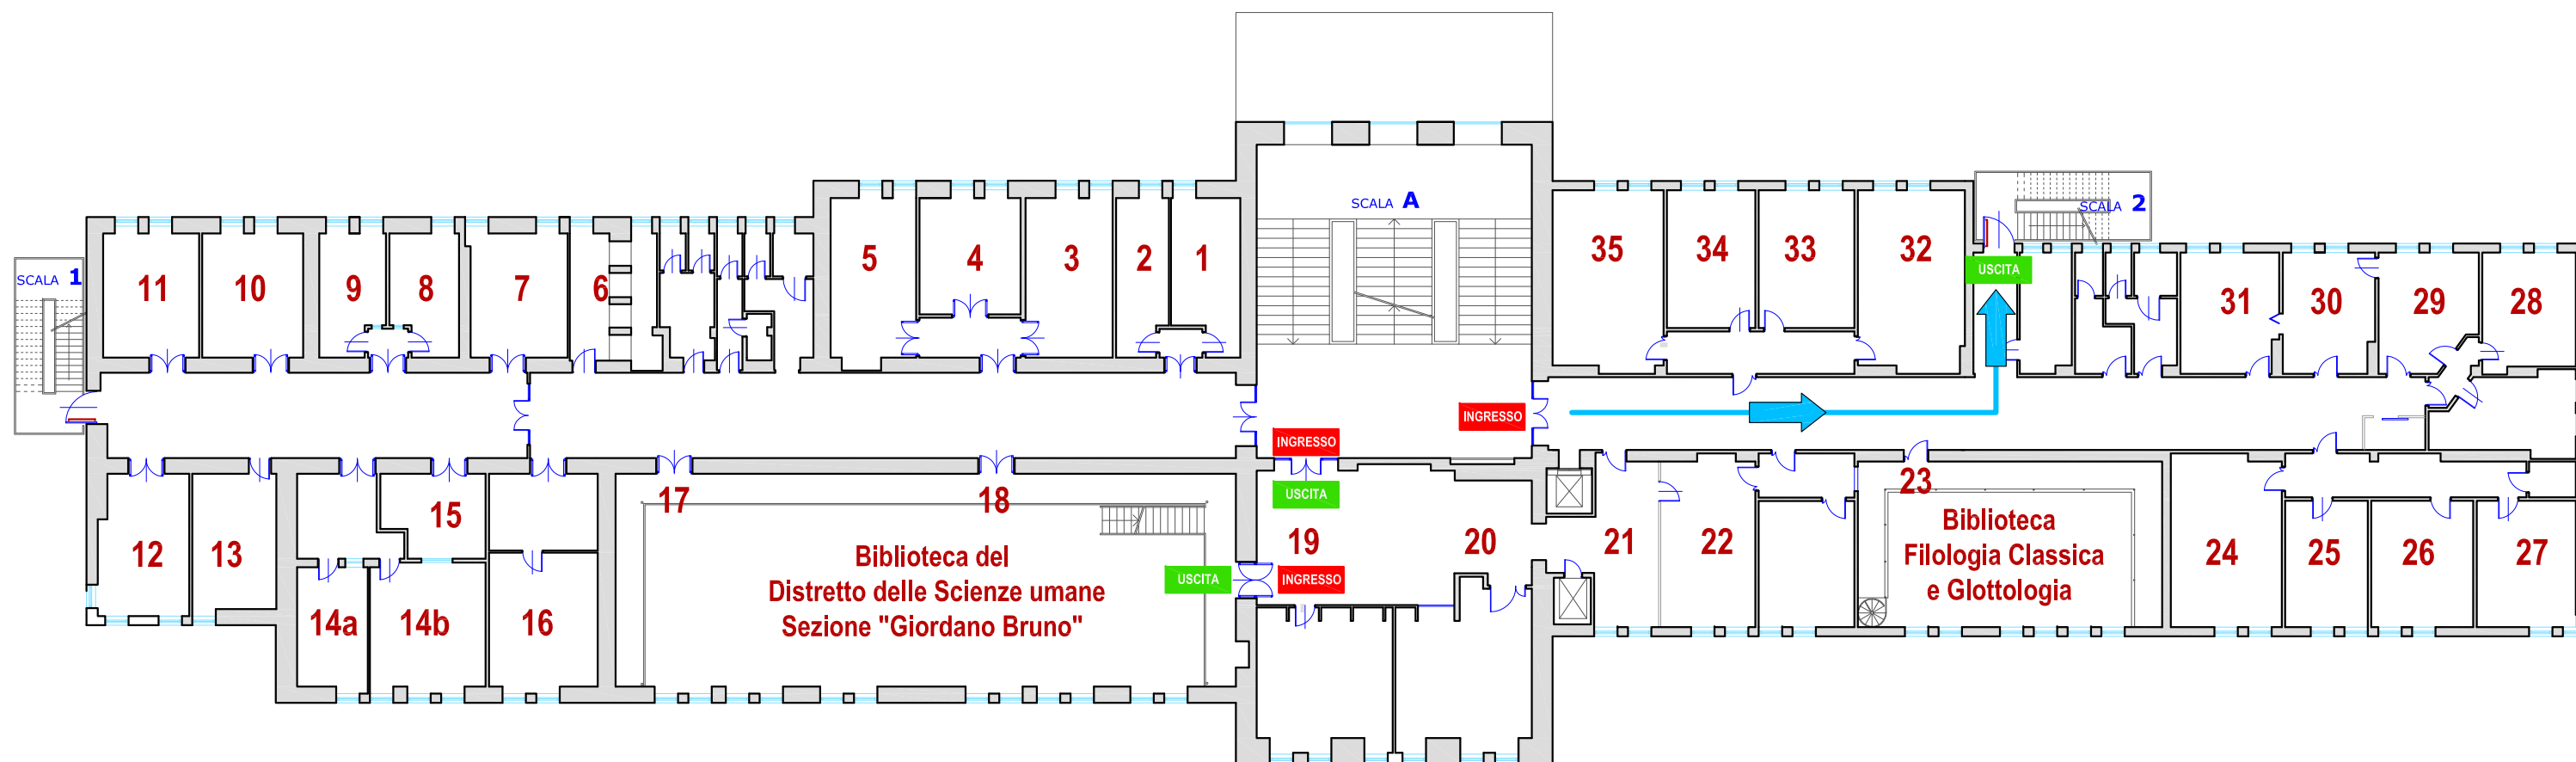 SCALA A
SCALA 2
5
4
3
2
1
35
34
33
32
USCITA
SCALA 1
11
10
9
8
7
6
31
30
29
28
INGRESSO
INGRESSO
USCITA
17
18
15
23
12
13
14a
14b
16
Biblioteca del
Distretto delle Scienze umane
Sezione "Giordano Bruno"
19
20
USCITA
INGRESSO
21
22
Biblioteca
Filologia Classica
e Glottologia
24
25
26
27